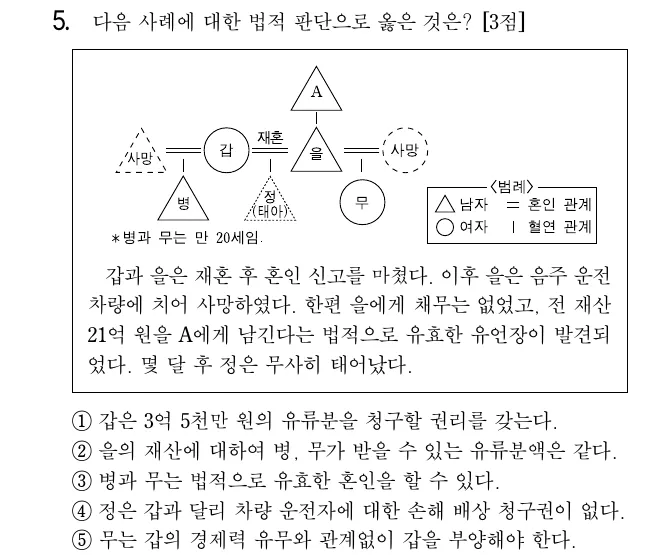 5. 다음 사례에 대한 법적 판단으로 옳은 것은? [3점]
A
재혼
사망 갑 을 사망
병 정 무
(태아)
〈범례〉
남자 혼인 관계
여자 혈연 관계
*병과 무는 만 20세임.
갑과 을은 재혼 후 혼인 신고를 마쳤다. 이후 을은 음주 운전
차량에 치어 사망하였다. 한편 을에게 채무는 없었고, 전 재산
21억 원을 A에게 남긴다는 법적으로 유효한 유언장이 발견되
었다. 몇 달 후 정은 무사히 태어났다.
① 갑은 3억 5천만 원의 유류분을 청구할 권리를 갖는다.
② 을의 재산에 대하여 병, 무가 받을 수 있는 유류분액은 같다.
③ 병과 무는 법적으로 유효한 혼인을 할 수 있다.
④ 정은 갑과 달리 차량 운전자에 대한 손해 배상 청구권이 없다.
⑤ 무는 갑의 경제력 유무와 관계없이 갑을 부양해야 한다.